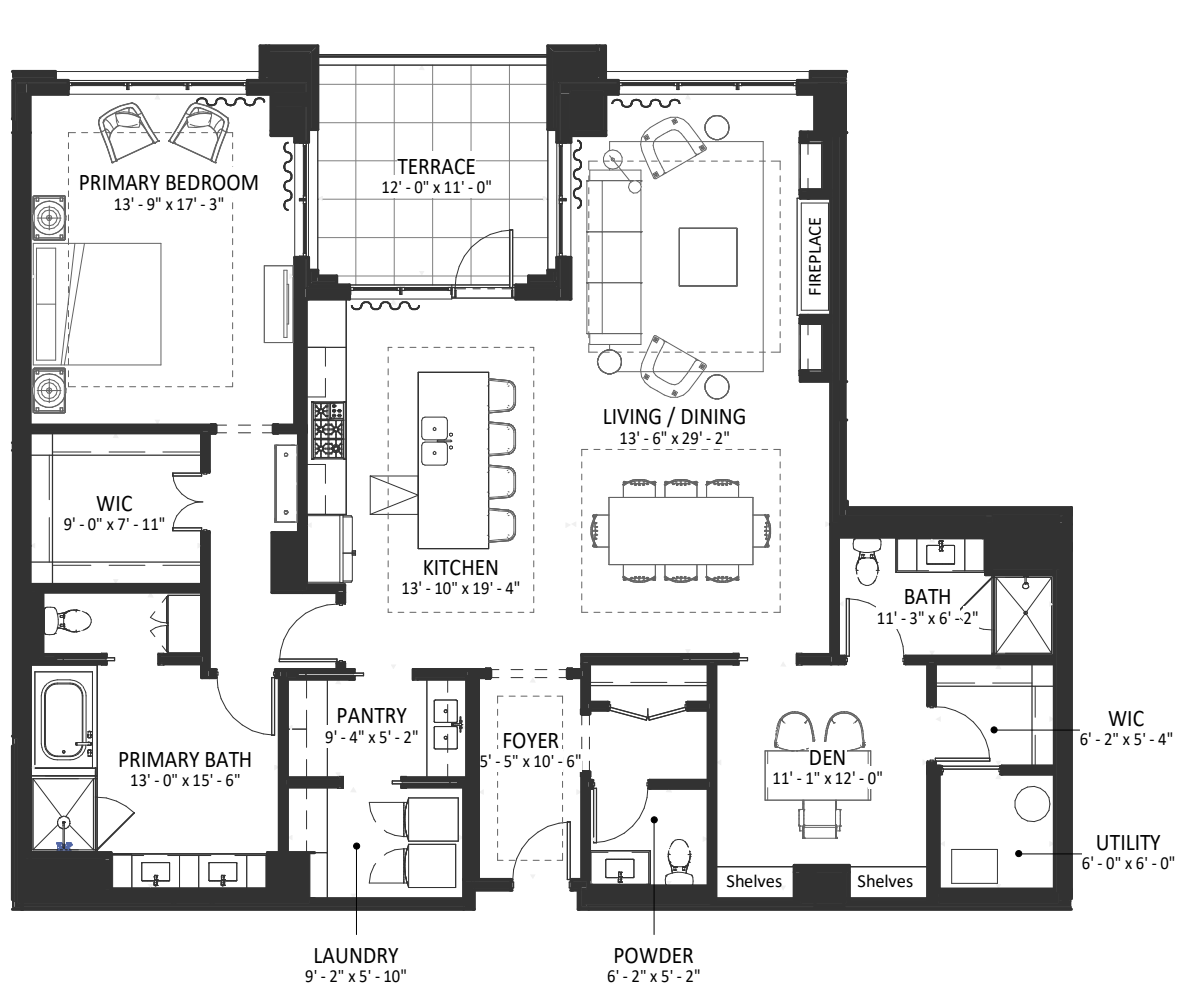 TERRACE
12' - 0" x 11' - 0"
PRIMARY BEDROOM
13' - 9" x 17' - 3"
FIREPLACE
LIVING / DINING
13' - 6" x 29' - 2"
WIC
9' - 0" x 7' - 11"
KITCHEN
13' - 10" x 19' - 4"
BATH
11' - 3" x 6' - 2"
PANTRY
9' - 4" x 5' - 2"
WIC
6' - 2" x 5' - 4"
FOYER
5' - 5" x 10' - 6"
PRIMARY BATH
13' - 0" x 15' - 6"
DEN
11' - 1" x 12' - 0"
UTILITY
6' - 0" x 6' - 0"
Shelves
Shelves
LAUNDRY
9' - 2" x 5' - 10"
POWDER
6' - 2" x 5' - 2"